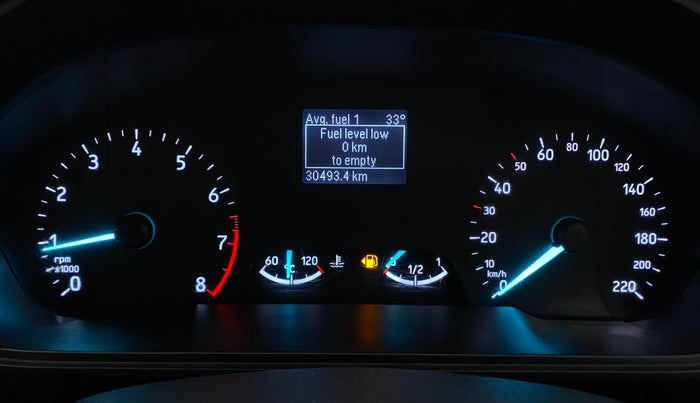 Avg. fuel 1 33°
Fuel level low
0 km
to empty
30493.4 km
0 1 2 3 4 5 6 7 8
rpm
x1000
60 °C 120
0 1/2 1
0 10 20 30 40 50 60 80 100 120 140 160 180 200 220
km/h